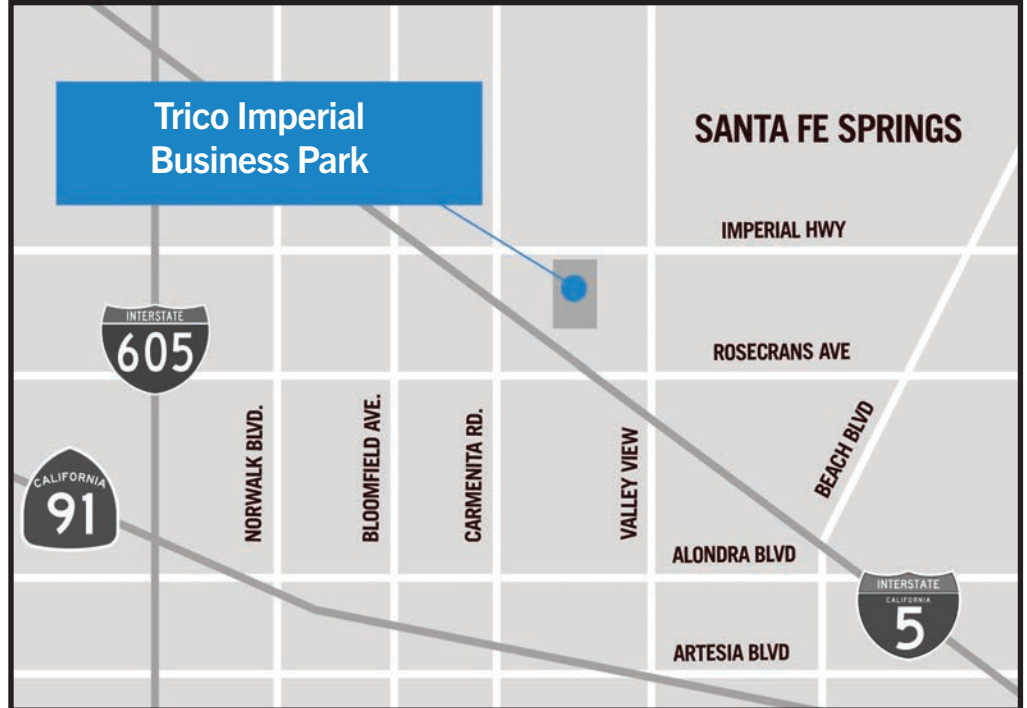 Trico Imperial
Business Park
SANTA FE SPRINGS
IMPERIAL HWY
INTERSTATE
605
ROSECRANS AVE
NORWALK BLVD.
BLOOMFIELD AVE.
CARMENITA RD.
VALLEY VIEW
BEACH BLVD
CALIFORNIA
91
ALONDRA BLVD
INTERSTATE
CALIFORNIA
5
ARTESIA BLVD